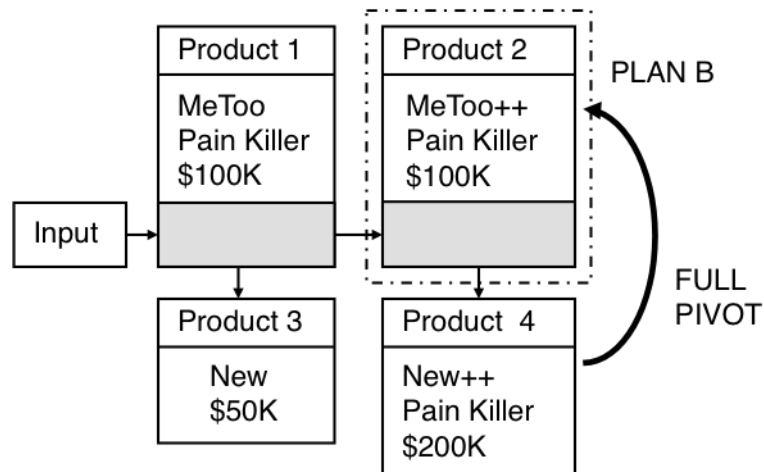 Product 1
MeToo
Pain Killer
$100K
Product 2
MeToo++
Pain Killer
$100K
PLAN B
Input
FULL
PIVOT
Product 3
New
$50K
Product 4
New++
Pain Killer
$200K